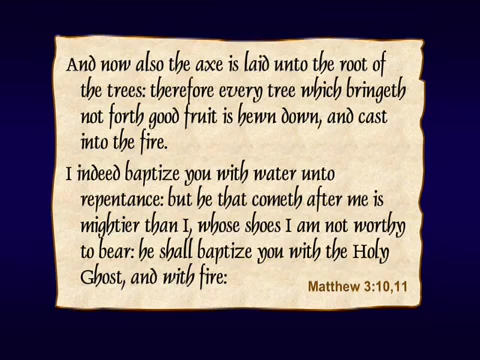 And now also the axe is laid unto the root of
the trees: therefore every tree which bringeth
not forth good fruit is hewn down, and cast
into the fire.
I indeed baptize you with water unto
repentance: but he that cometh after me is
mightier than I, whose shoes I am not worthy
to bear: he shall baptize you with the Holy
Ghost, and with fire:
Matthew 3:10,11